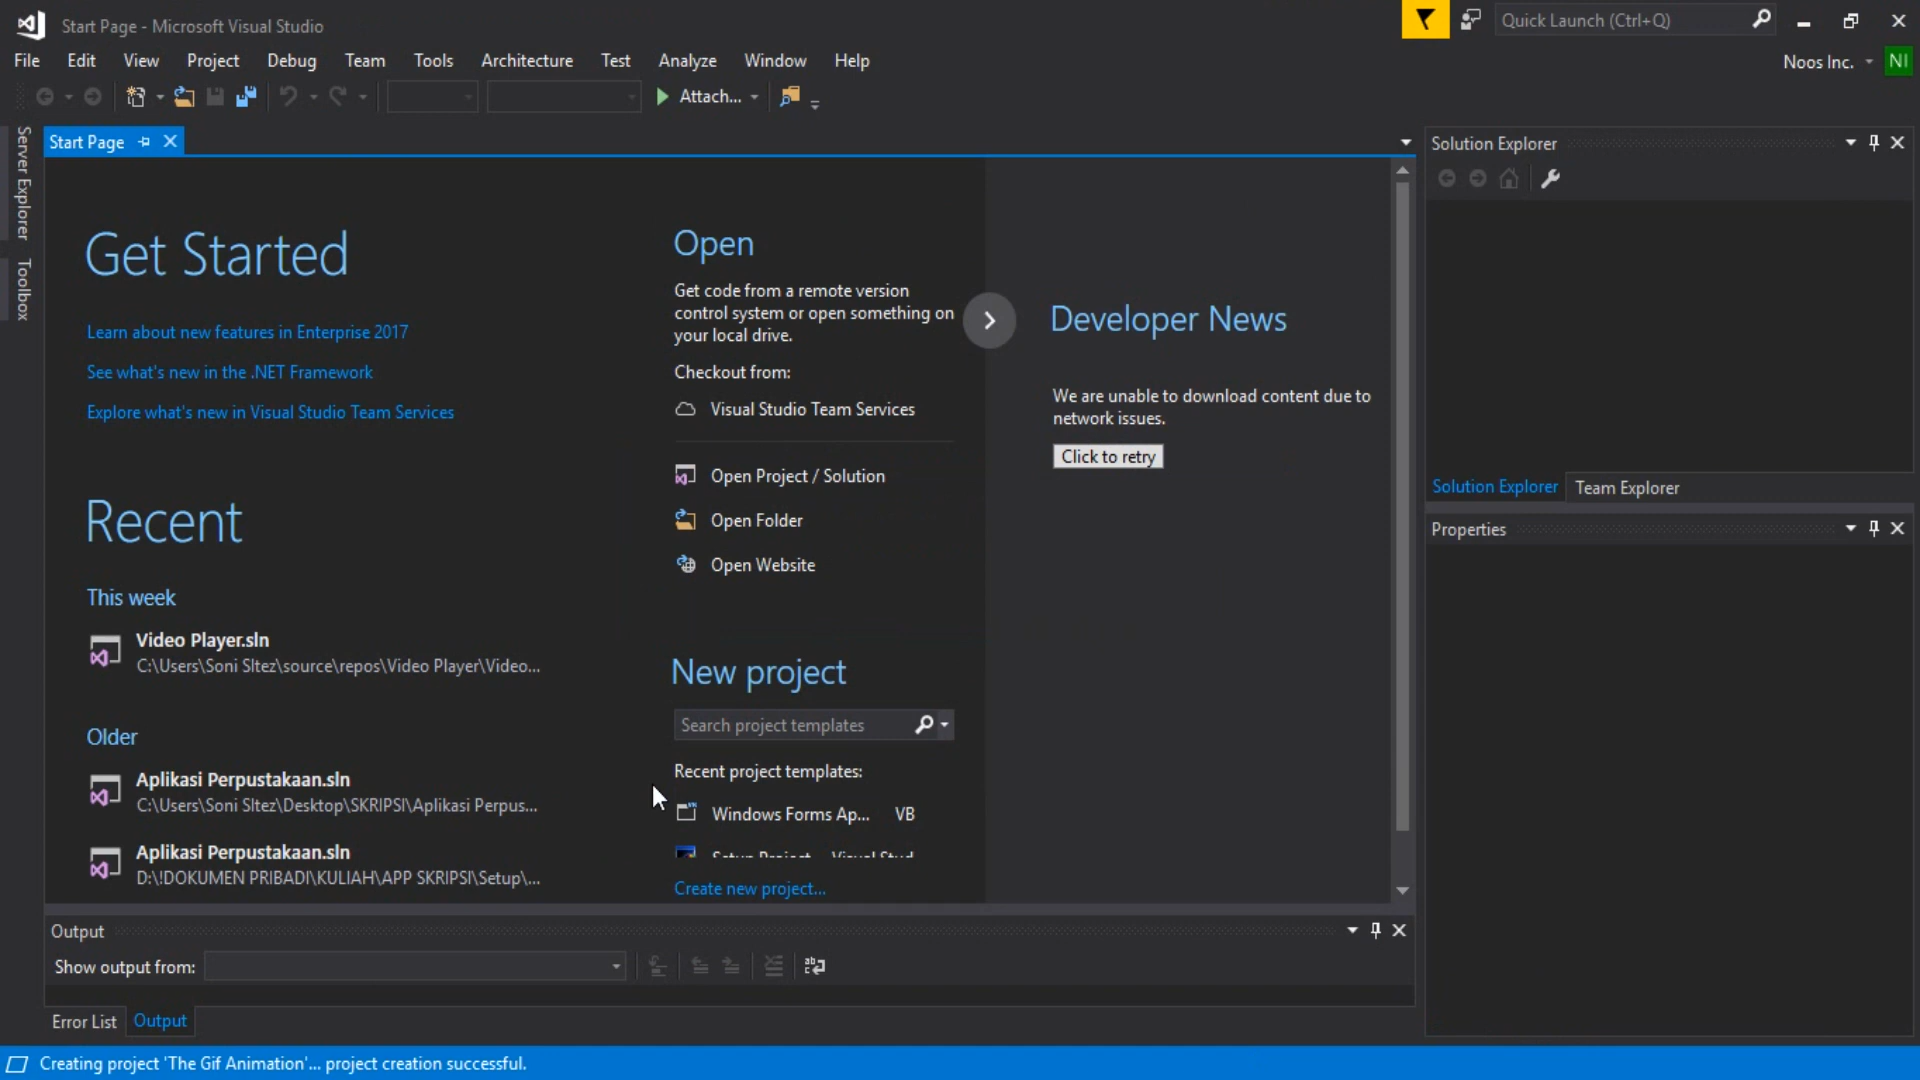 Start Page - Microsoft Visual Studio
Quick Launch (Ctrl+Q)
File Edit View Project Debug Team Tools Architecture Test Analyze Window Help
Noos Inc. NI
Attach...
Server Explorer
Toolbox
Start Page
Get Started
Learn about new features in Enterprise 2017
See what's new in the .NET Framework
Explore what's new in Visual Studio Team Services
Recent
This week
Video Player.sln
C:\Users\Soni Sltez\source\repos\Video Player\Video...
Older
Aplikasi Perpustakaan.sln
C:\Users\Soni Sltez\Desktop\SKRIPSI\Aplikasi Perpus...
Aplikasi Perpustakaan.sln
D:\!DOKUMEN PRIBADI\KULIAH\APP SKRIPSI\Setup\...
Open
Get code from a remote version
control system or open something on
your local drive.
Checkout from:
Visual Studio Team Services
Open Project / Solution
Open Folder
Open Website
New project
Search project templates
Recent project templates:
Windows Forms Ap... VB
Setup Project Visual Stud
Create new project...
Developer News
We are unable to download content due to
network issues.
Click to retry
Solution Explorer
Solution Explorer Team Explorer
Properties
Output
Show output from:
Error List Output
Creating project 'The Gif Animation'... project creation successful.